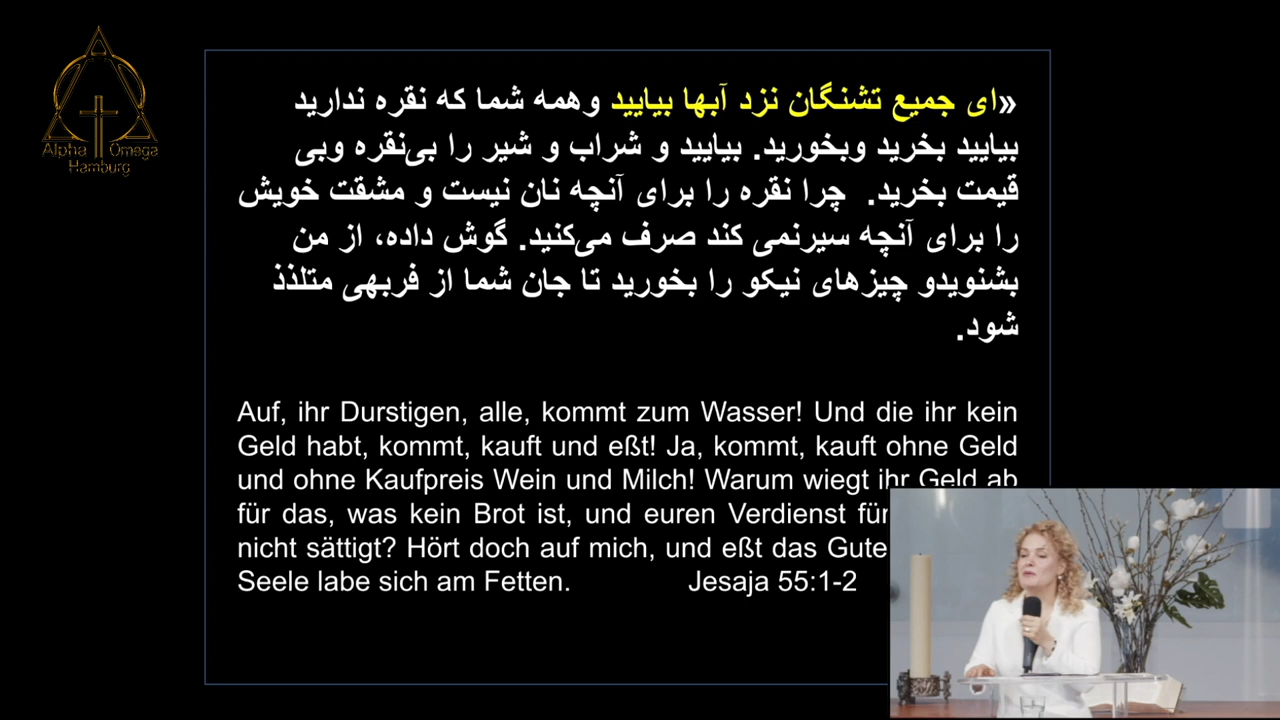 Alpha Omega
Hamburg
«ای جمیع تشنگان نزد آبها بیایید وهمه شما که نقره ندارید
بیایید بخرید وبخورید. بیایید و شراب و شیر را بی‌نقره وبی
قیمت بخرید.  چرا نقره را برای آنچه نان نیست و مشقت خویش
را برای آنچه سیرنمی کند صرف می‌کنید. گوش داده، از من
بشنویدو چیزهای نیکو را بخورید تا جان شما از فربهی متلذذ
شود.
Auf, ihr Durstigen, alle, kommt zum Wasser! Und die ihr kein
Geld habt, kommt, kauft und eßt! Ja, kommt, kauft ohne Geld
und ohne Kaufpreis Wein und Milch! Warum wiegt ihr Geld ab
für das, was kein Brot ist, und euren Verdienst für
nicht sättigt? Hört doch auf mich, und eßt das Gute
Seele labe sich am Fetten. Jesaja 55:1-2